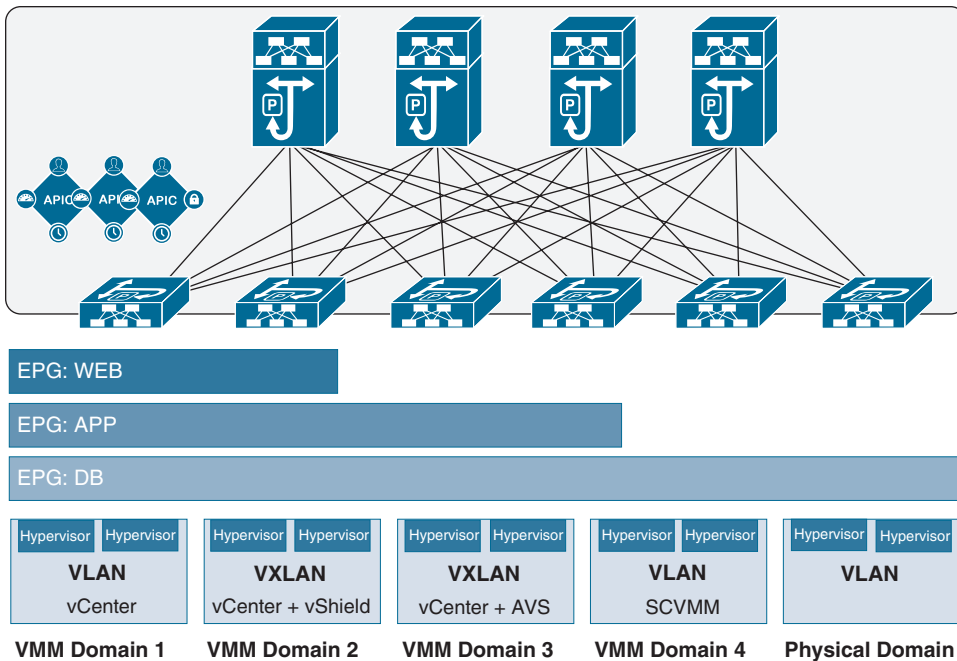 P P P P
APIC API APIC
P P P P P P
EPG: WEB
EPG: APP
EPG: DB
Hypervisor Hypervisor Hypervisor Hypervisor Hypervisor Hypervisor Hypervisor Hypervisor Hypervisor Hypervisor
VLAN VXLAN VXLAN VLAN VLAN
vCenter vCenter + vShield vCenter + AVS SCVMM
VMM Domain 1 VMM Domain 2 VMM Domain 3 VMM Domain 4 Physical Domain